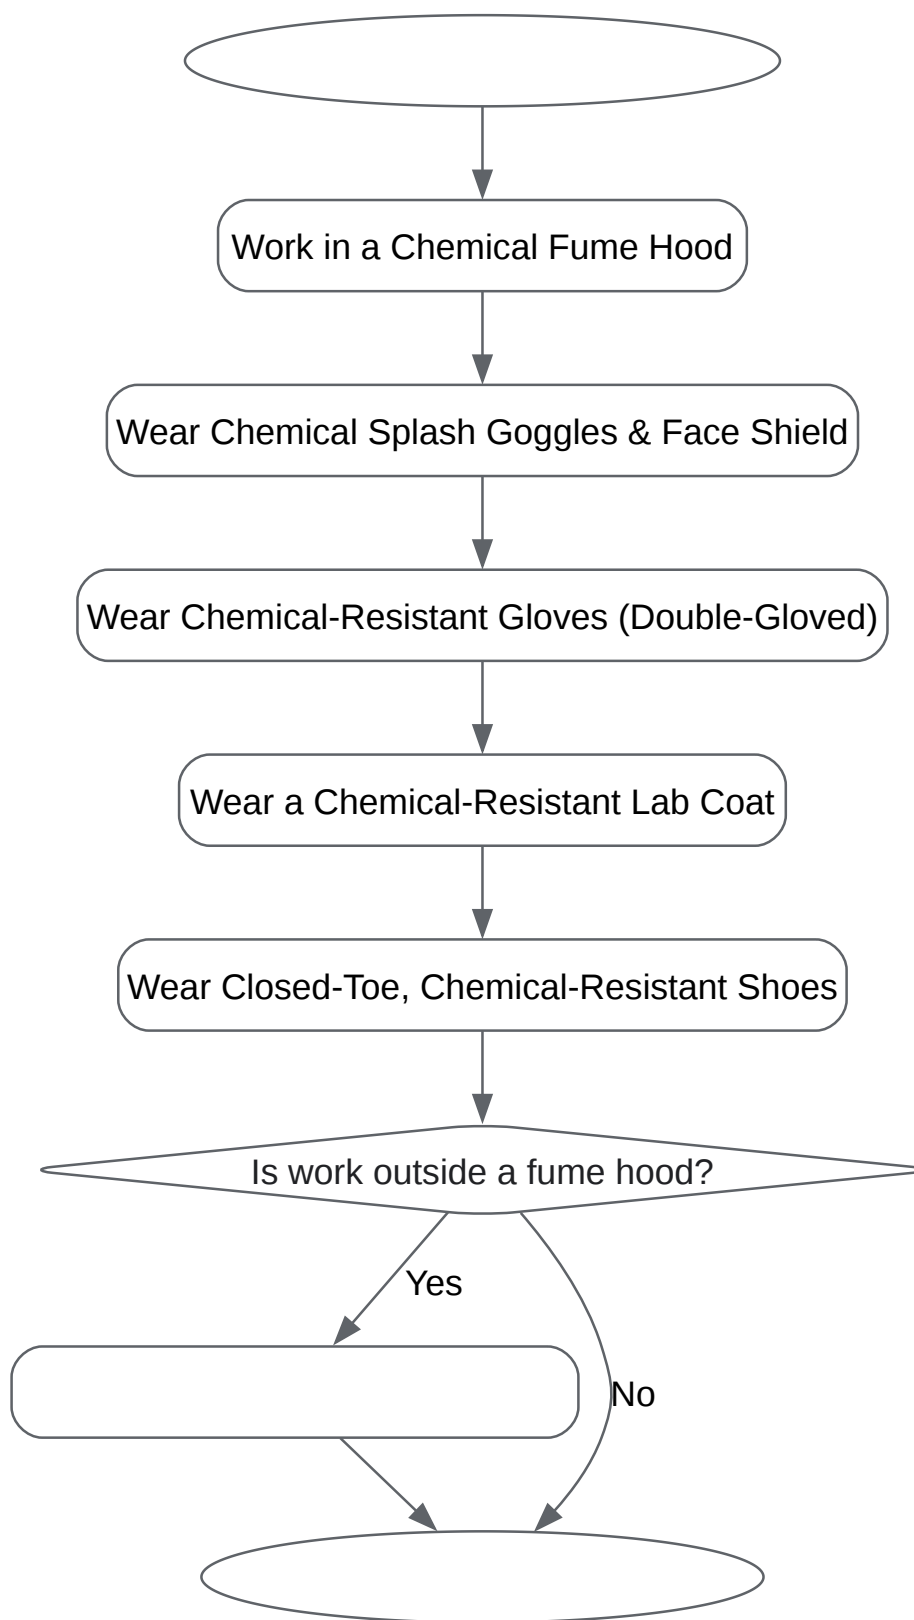 Work in a Chemical Fume Hood
Wear Chemical Splash Goggles & Face Shield
Wear Chemical-Resistant Gloves (Double-Gloved)
Wear a Chemical-Resistant Lab Coat
Wear Closed-Toe, Chemical-Resistant Shoes
Is work outside a fume hood?
Yes
No